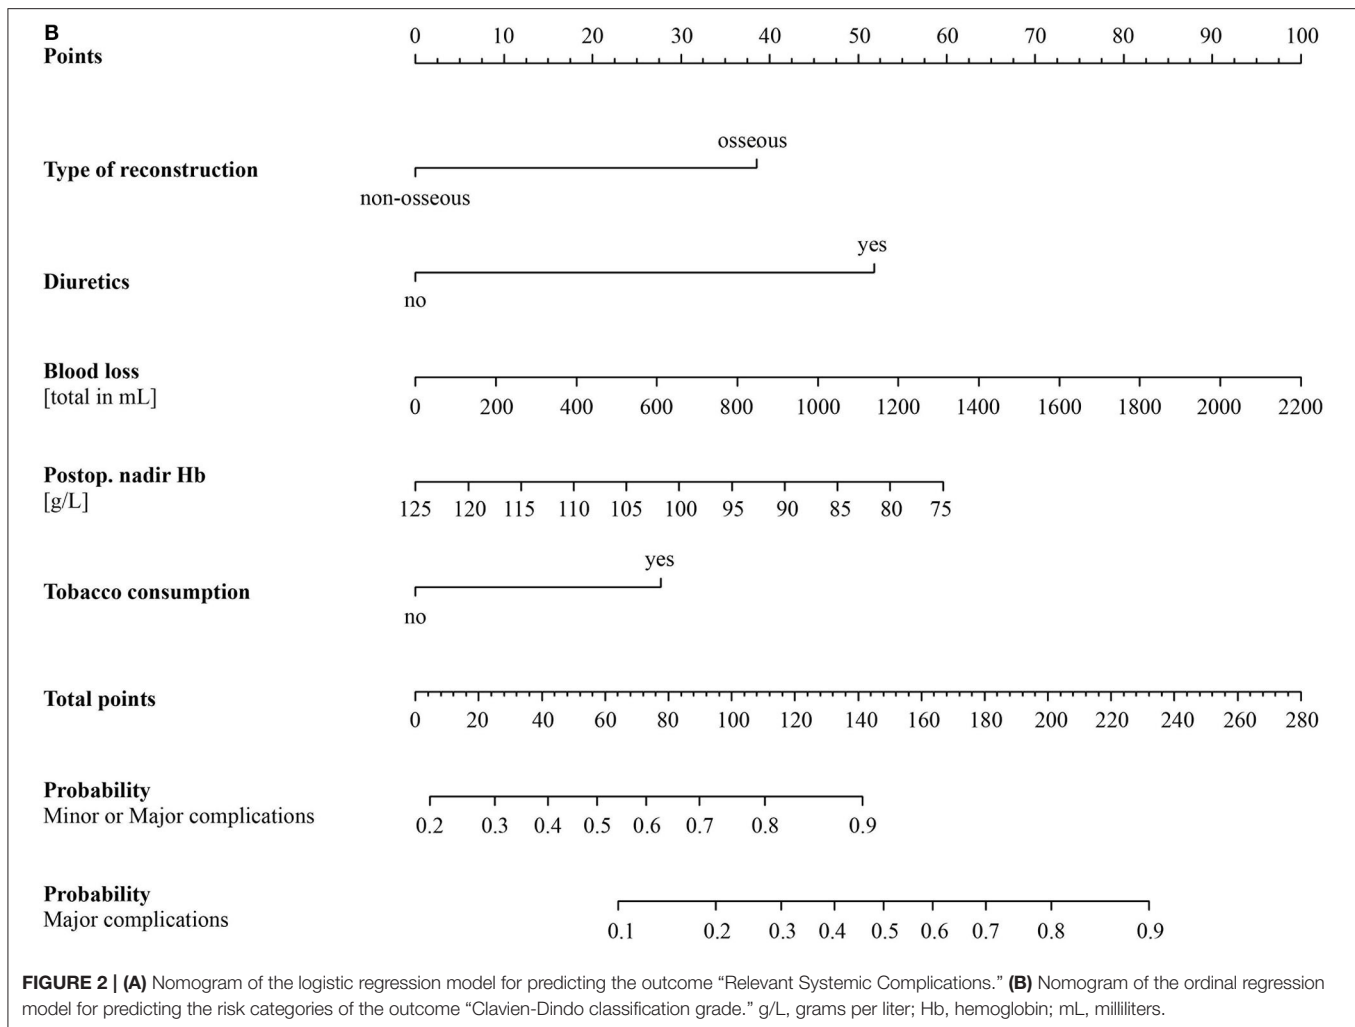 B
Points
0 10 20 30 40 50 60 70 80 90 100
osseous
Type of reconstruction
non-osseous
yes
Diuretics
no
Blood loss
[total in mL]
0 200 400 600 800 1000 1200 1400 1600 1800 2000 2200
Postop. nadir Hb
[g/L]
125 120 115 110 105 100 95 90 85 80 75
yes
Tobacco consumption
no
Total points
0 20 40 60 80 100 120 140 160 180 200 220 240 260 280
Probability
Minor or Major complications
0.2 0.3 0.4 0.5 0.6 0.7 0.8 0.9
Probability
Major complications
0.1 0.2 0.3 0.4 0.5 0.6 0.7 0.8 0.9
FIGURE 2 | (A) Nomogram of the logistic regression model for predicting the outcome “Relevant Systemic Complications.” (B) Nomogram of the ordinal regression
model for predicting the risk categories of the outcome “Clavien-Dindo classification grade.” g/L, grams per liter; Hb, hemoglobin; mL, milliliters.